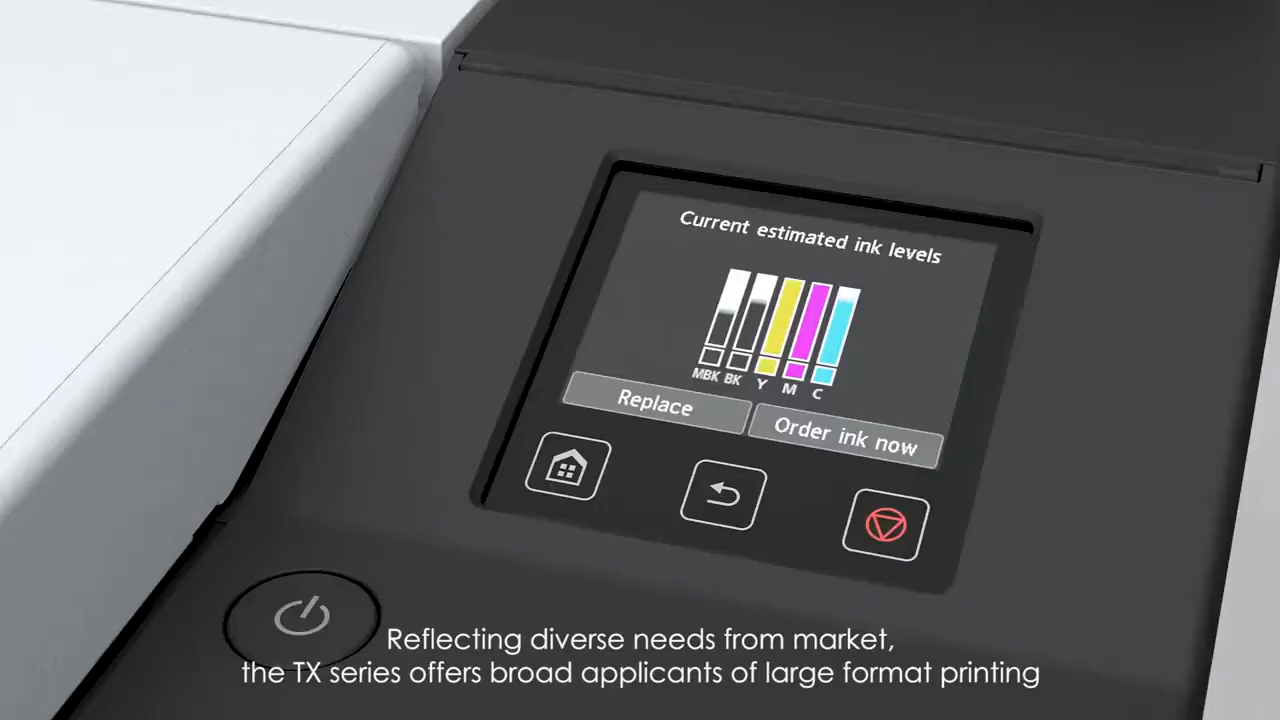 Current estimated ink levels
MBK BK Y M C
Replace
Order ink now
Reflecting diverse needs from market,
the TX series offers broad applicants of large format printing